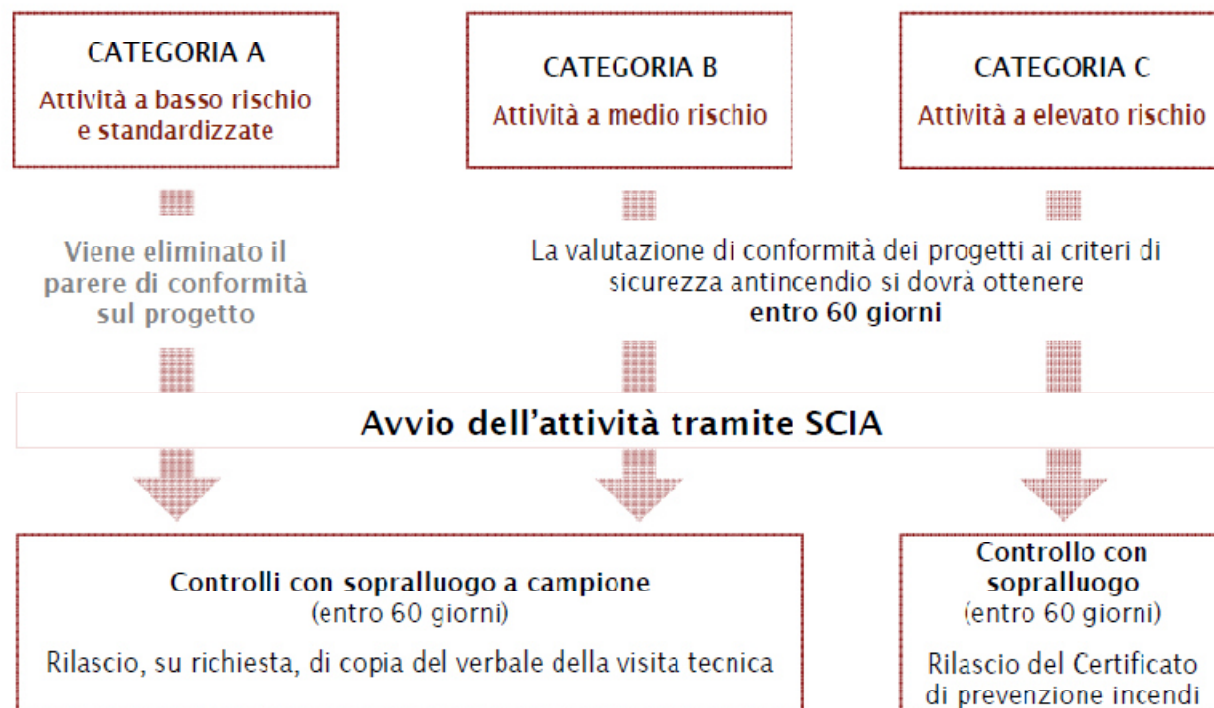 CATEGORIA A
Attività a basso rischio
e standardizzate
CATEGORIA B
Attività a medio rischio
CATEGORIA C
Attività a elevato rischio
Viene eliminato il
parere di conformità
sul progetto
La valutazione di conformità dei progetti ai criteri di
sicurezza antincendio si dovrà ottenere
entro 60 giorni
Avvio dell'attività tramite SCIA
Controlli con sopralluogo a campione
(entro 60 giorni)
Rilascio, su richiesta, di copia del verbale della visita tecnica
Controllo con
sopralluogo
(entro 60 giorni)
Rilascio del Certificato
di prevenzione incendi